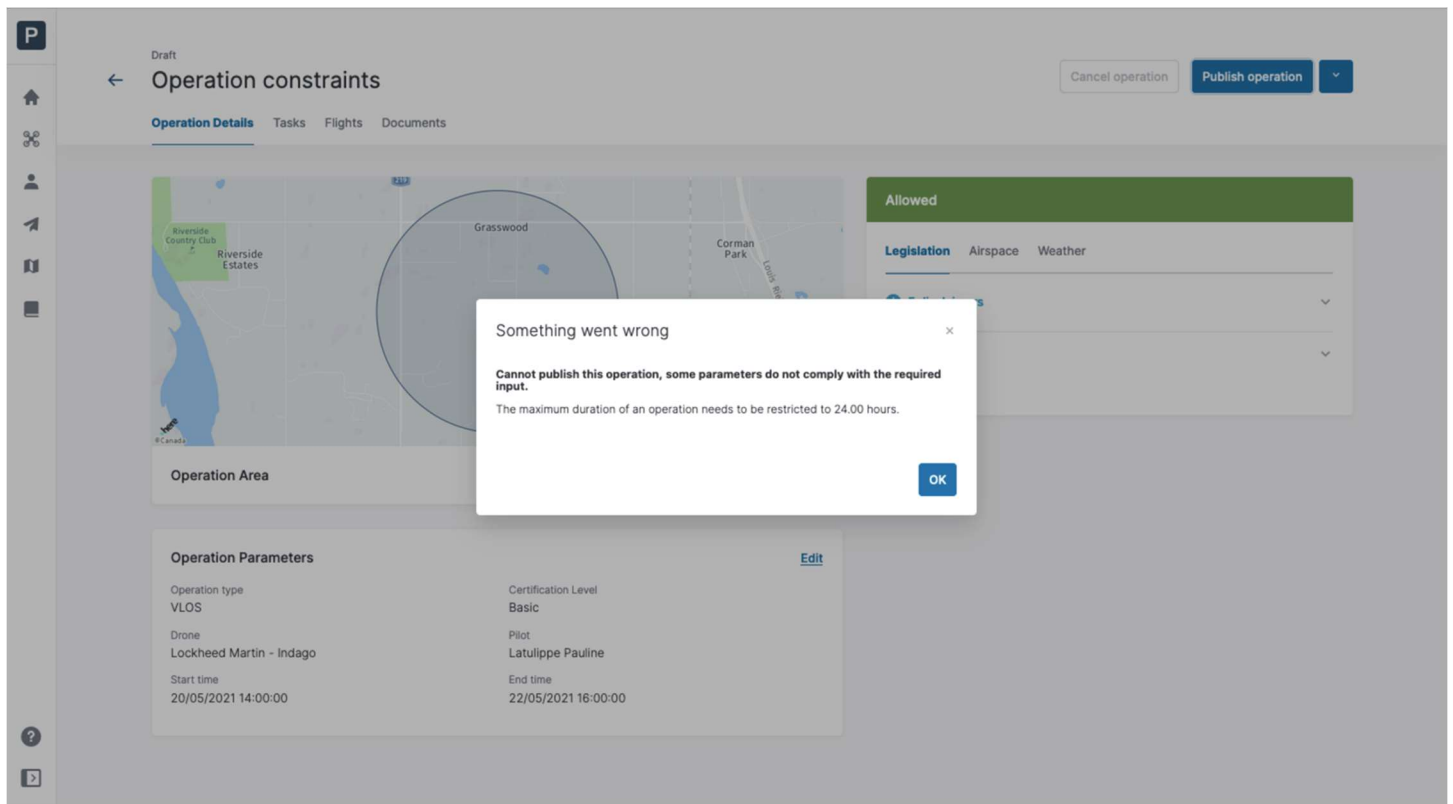 P
Draft
Operation constraints
Cancel operation
Publish operation
Operation Details
Tasks
Flights
Documents
219
Riverside
Country Club
Riverside
Estates
Grasswood
Corman
Park
Louis Rie
here
©Canada
Operation Area
Allowed
Legislation
Airspace
Weather
Something went wrong
×
Cannot publish this operation, some parameters do not comply with the required
input.
The maximum duration of an operation needs to be restricted to 24.00 hours.
OK
Operation Parameters
Edit
Operation type
VLOS
Certification Level
Basic
Drone
Lockheed Martin - Indago
Pilot
Latulippe Pauline
Start time
20/05/2021 14:00:00
End time
22/05/2021 16:00:00
?